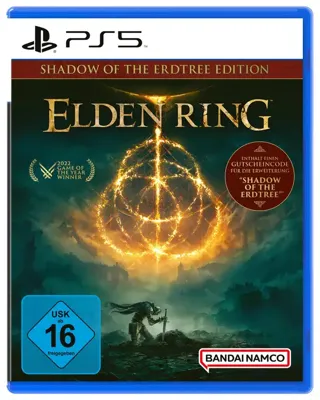 PS5
SHADOW OF THE ERDTREE EDITION
ELDEN RING
2022
GAME OF
THE YEAR
WINNER
ENTHÄLT EINEN
GUTSCHEINCODE
FÜR DIE ERWEITERUNG
"SHADOW
OF THE
ERDTREE"
USK
ab
16
freigegeben
BANDAI NAMCO